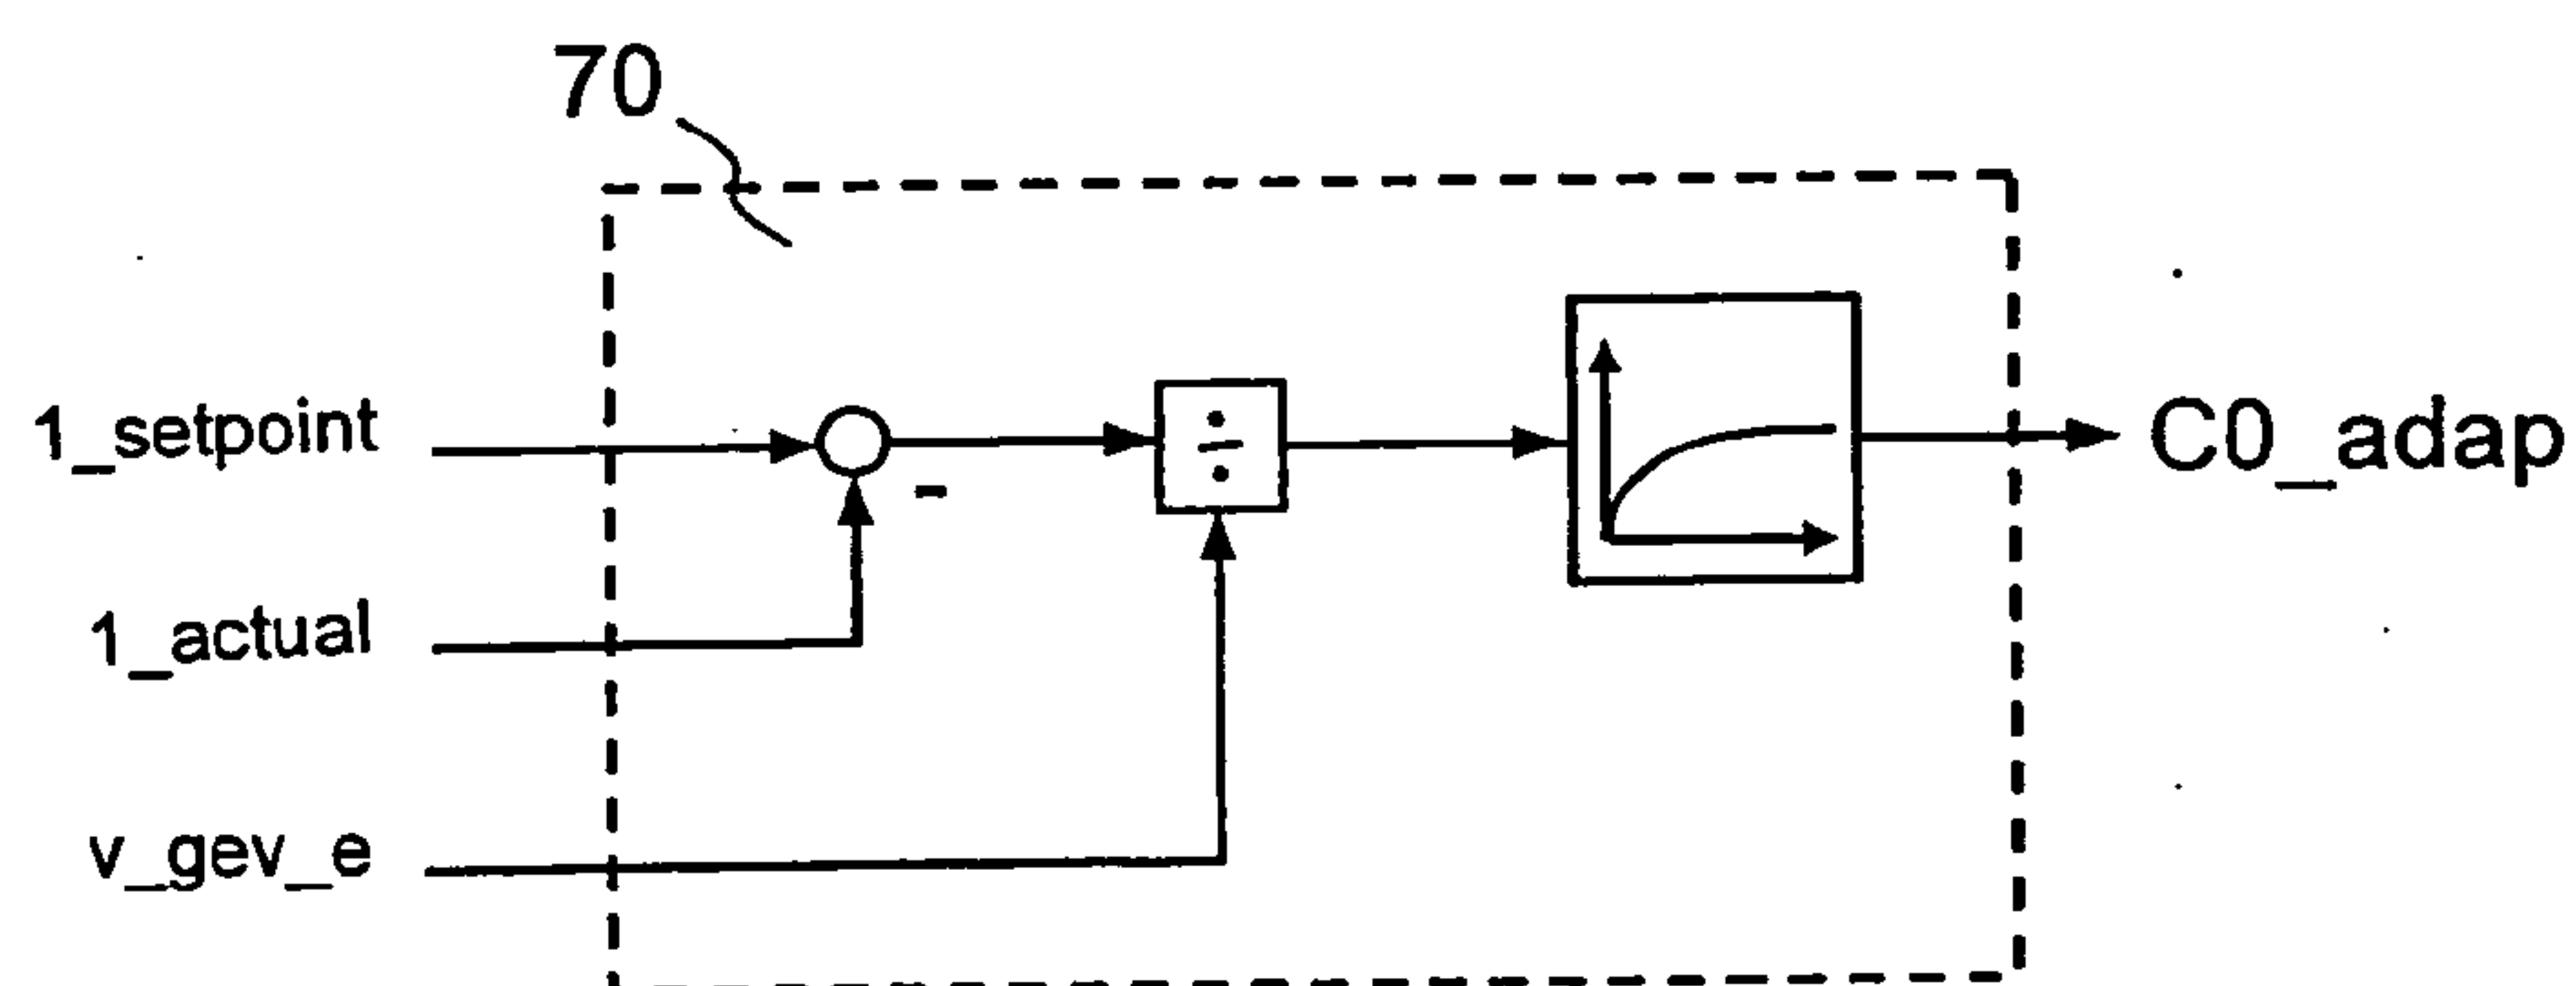 70
1_setpoint
1_actual
v_gev_e
-
÷
C0_adap